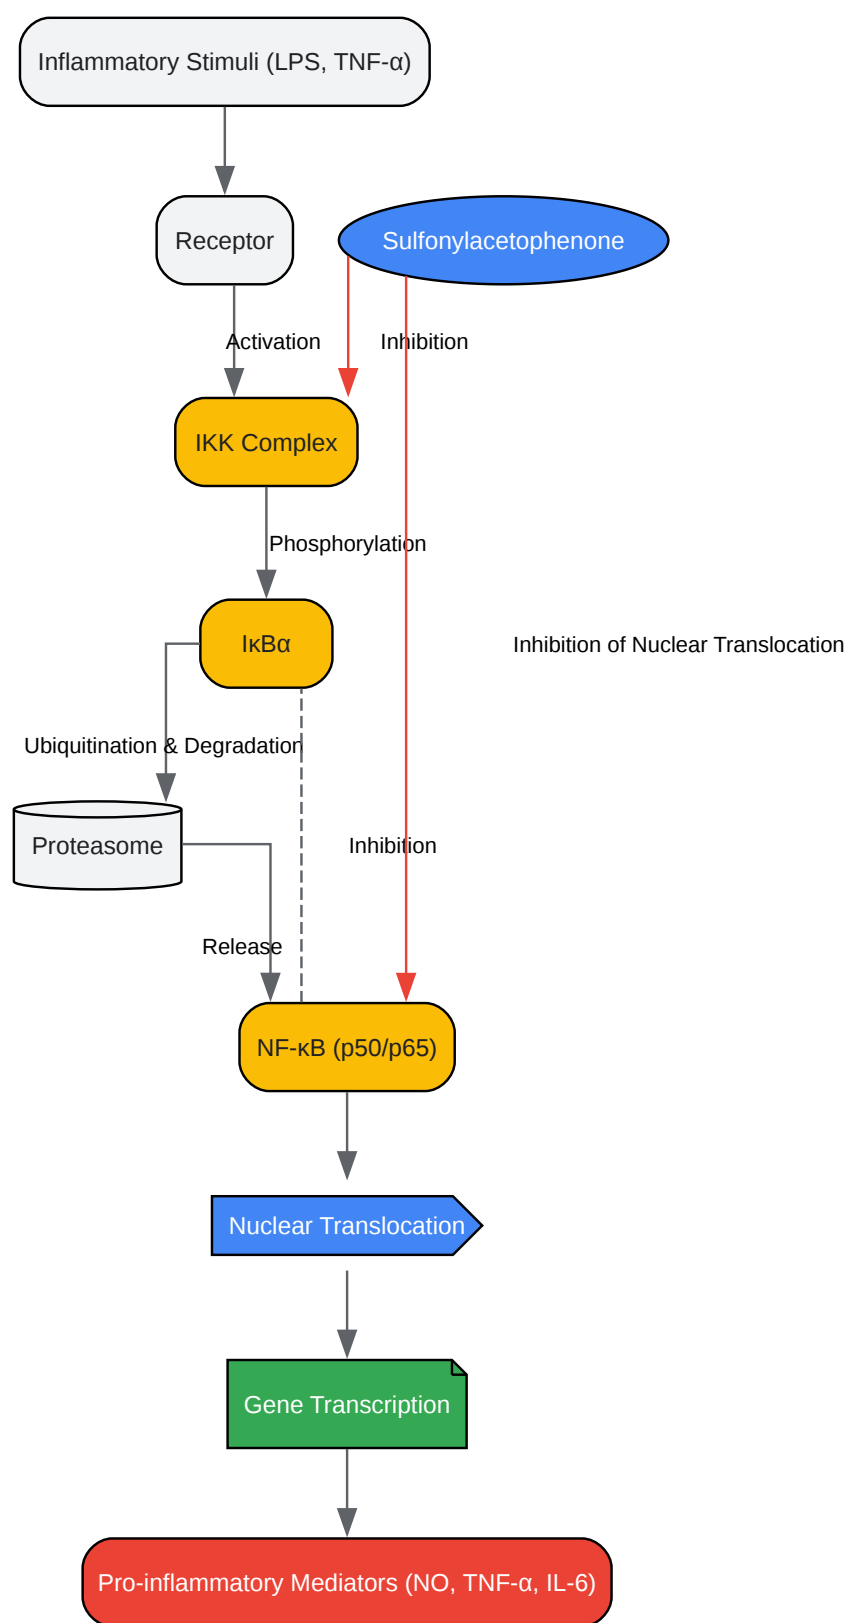 Inflammatory Stimuli (LPS, TNF-α)
Receptor
Sulfonylacetophenone
Activation
Inhibition
IKK Complex
Phosphorylation
IκBα
Inhibition of Nuclear Translocation
Ubiquitination & Degradation
Proteasome
Inhibition
Release
NF-κB (p50/p65)
Nuclear Translocation
Gene Transcription
Pro-inflammatory Mediators (NO, TNF-α, IL-6)